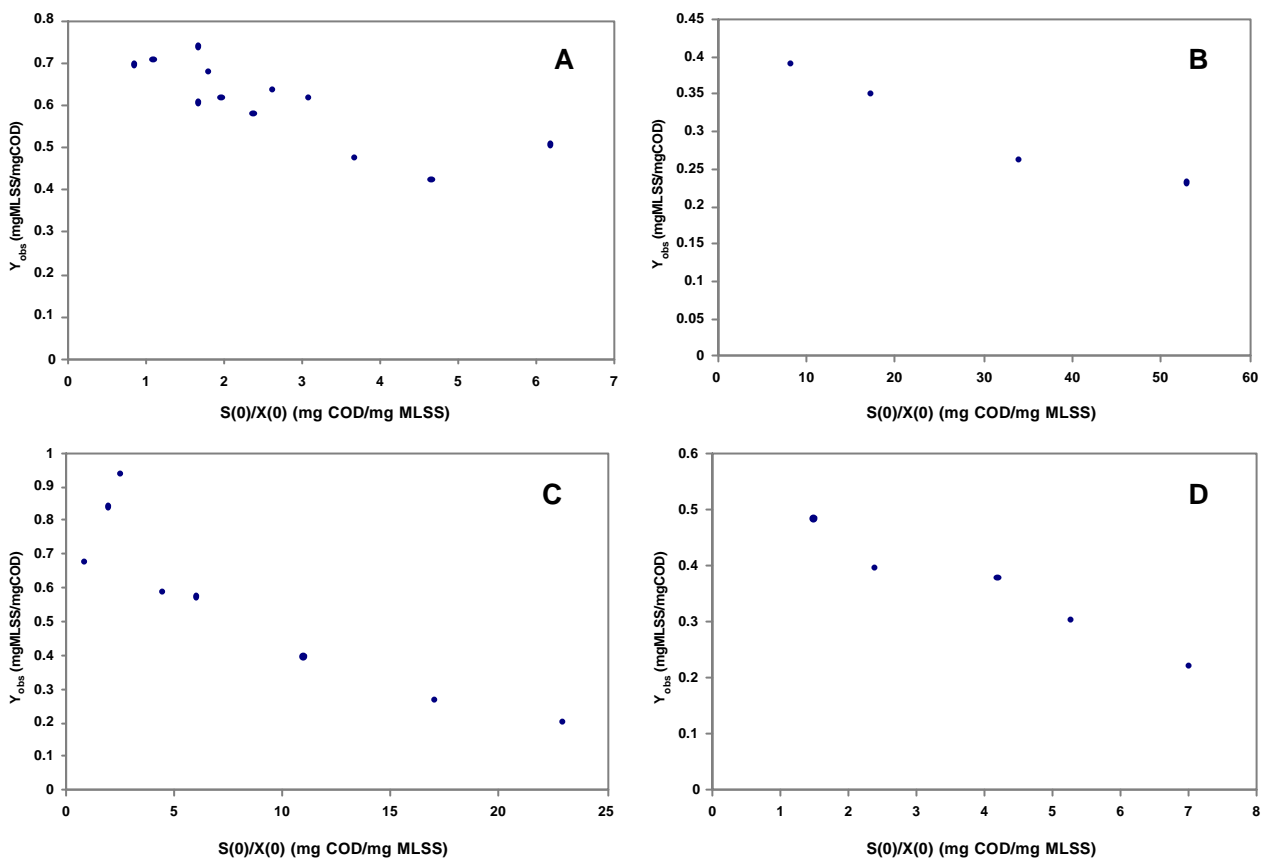 A
0.8
0.7
0.6
0.5
0.4
0.3
0.2
0.1
0
Yobs (mgMLSS/mgCOD)
0 1 2 3 4 5 6 7
S(0)/X(0) (mg COD/mg MLSS)
B
0.45
0.4
0.35
0.3
0.25
0.2
0.15
0.1
0.05
0
Yobs (mgMLSS/mgCOD)
0 10 20 30 40 50 60
S(0)/X(0) (mg COD/mg MLSS)
C
1
0.9
0.8
0.7
0.6
0.5
0.4
0.3
0.2
0.1
0
Yobs (mgMLSS/mgCOD)
0 5 10 15 20 25
S(0)/X(0) (mg COD/mg MLSS)
D
0.6
0.5
0.4
0.3
0.2
0.1
0
Yobs (mgMLSS/mgCOD)
0 1 2 3 4 5 6 7 8
S(0)/X(0) (mg COD/mg MLSS)